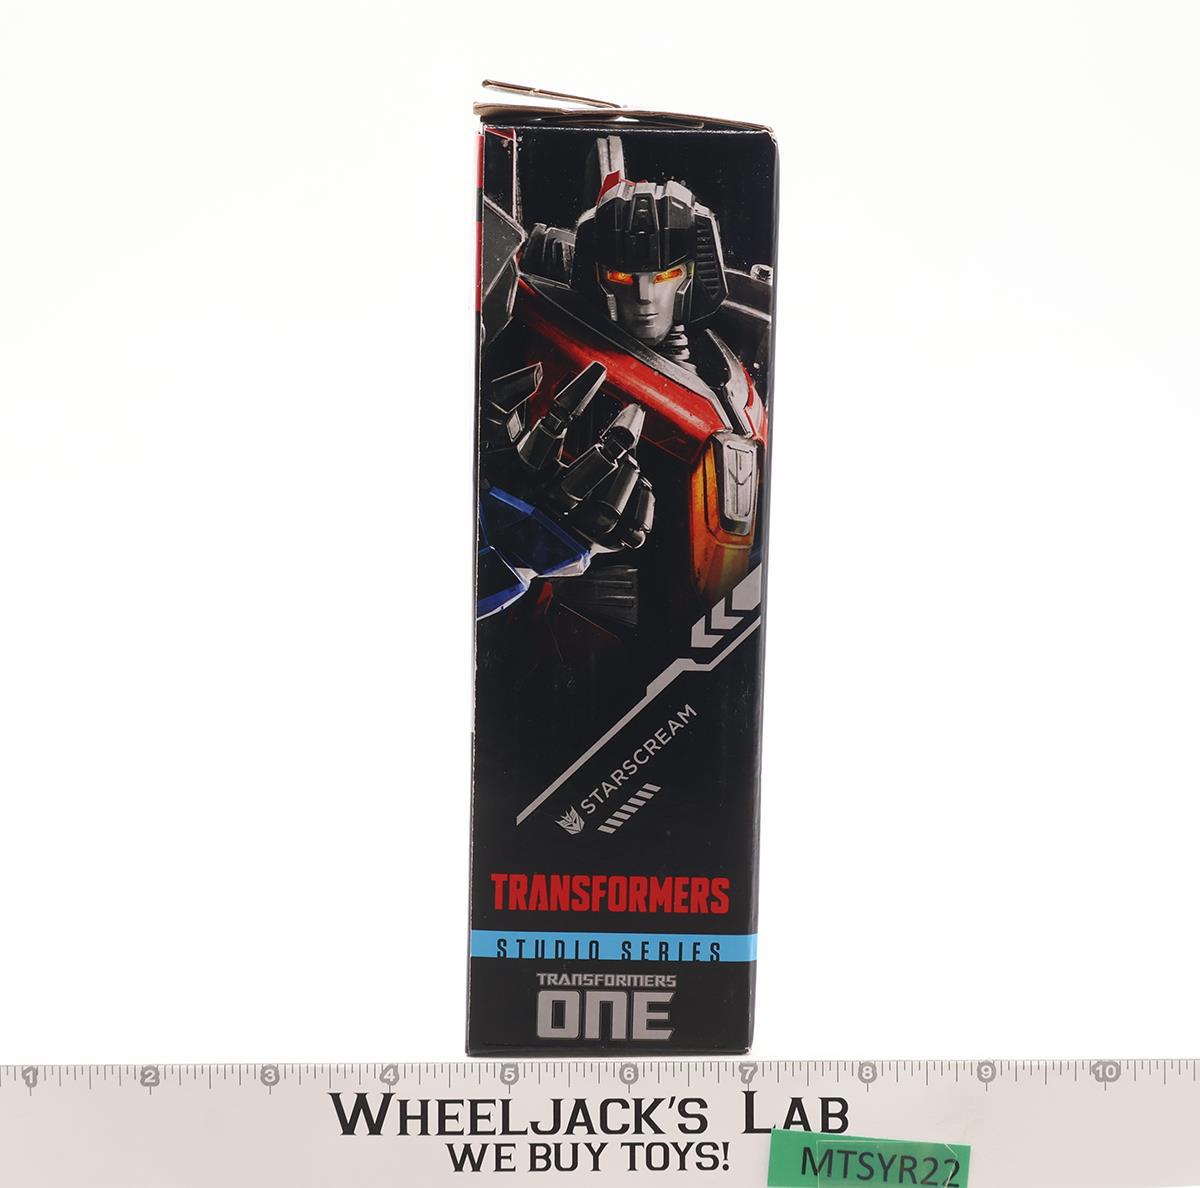 STARSCREAM
TRANSFORMERS
STUDIO SERIES
TRANSFORMERS
ONE
1 2 3 4 5 6 7 8 9 10
WHEELJACK'S LAB
WE BUY TOYS!
MTSYR22